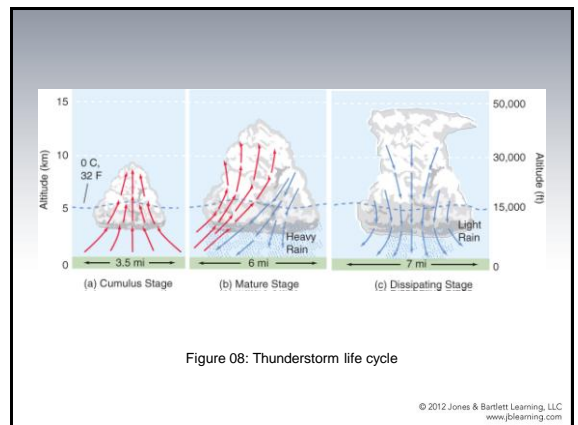 15
10
5
0
Altitude (km)
0 C,
32 F
3.5 mi
(a) Cumulus Stage
Heavy
Rain
6 mi
(b) Mature Stage
Light
Rain
7 mi
(c) Dissipating Stage
50,000
30,000
15,000
0
Altitude (ft)
Figure 08: Thunderstorm life cycle
© 2012 Jones & Bartlett Learning, LLC
www.jblearning.com